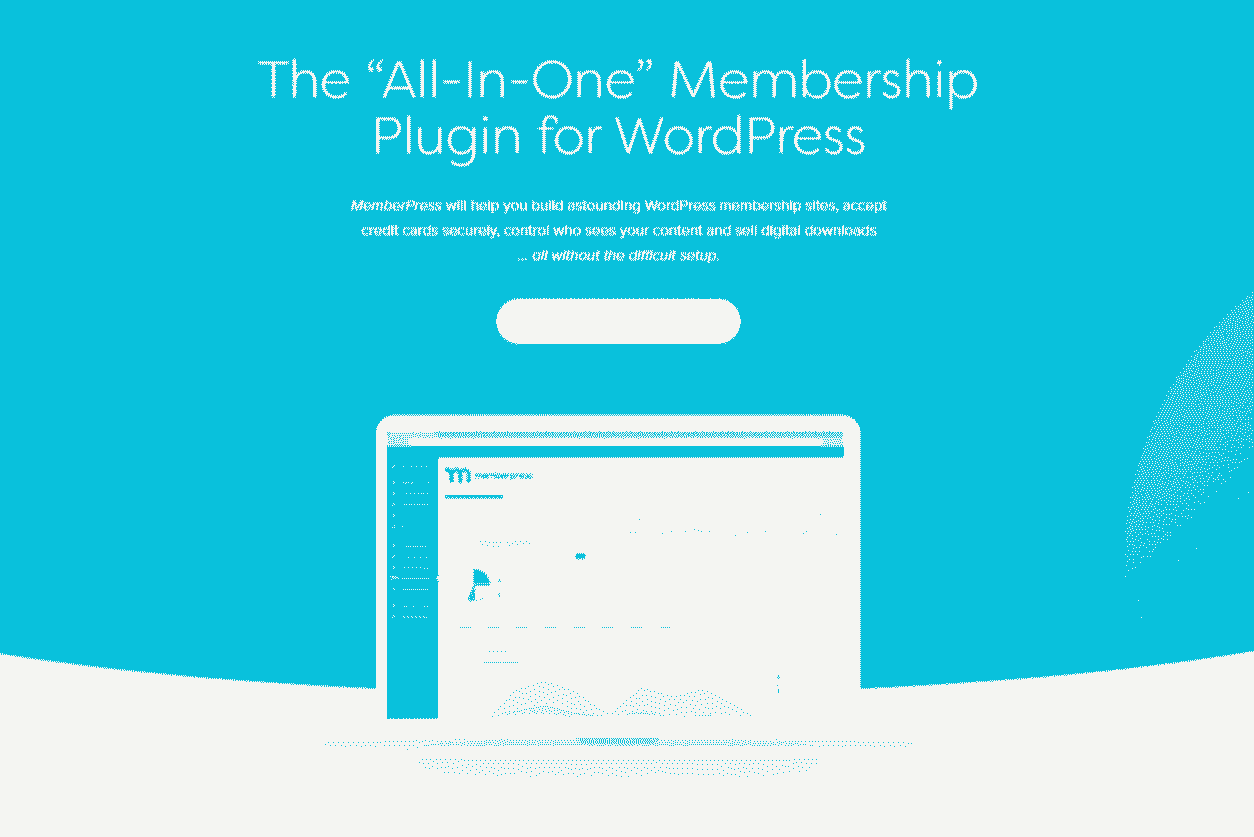 The “All-In-One” Membership
Plugin for WordPress
MemberPress will help you build astounding WordPress membership sites, accept
credit cards securely, control who sees your content and sell digital downloads
... all without the difficult setup.
m memberpress